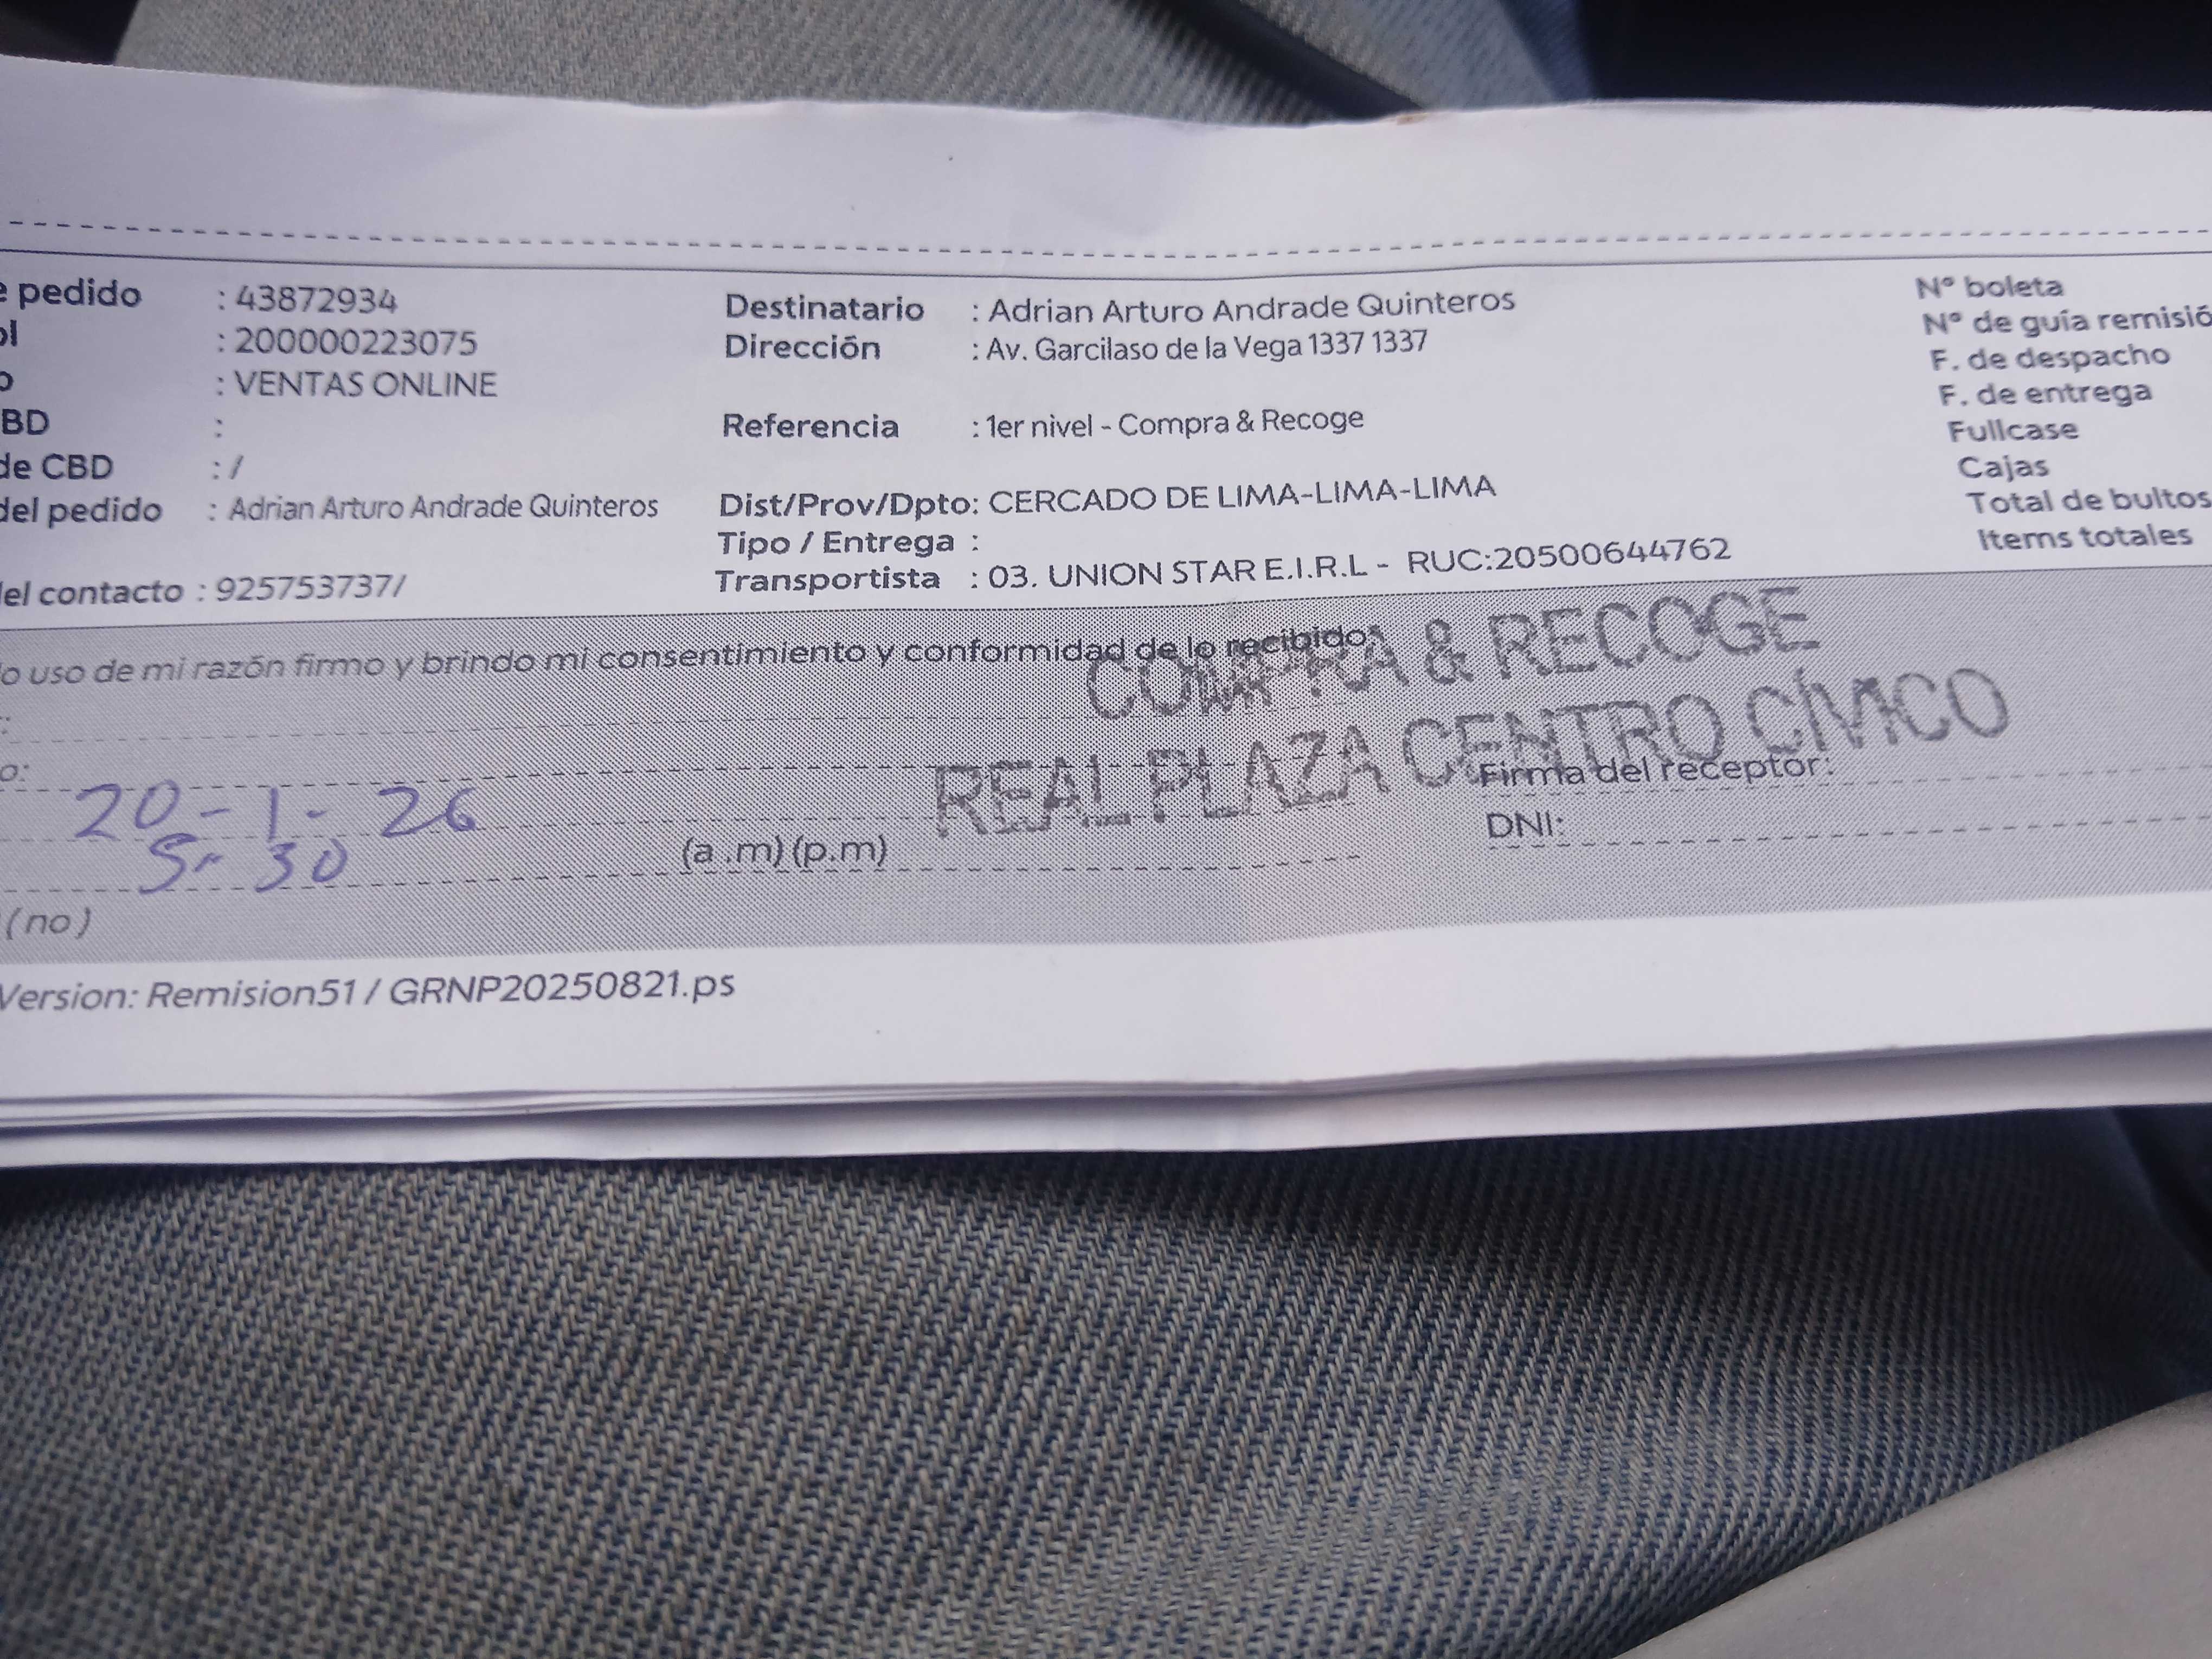 e pedido : 43872934
ol : 200000223075
o : VENTAS ONLINE
BD :
de CBD : /
del pedido : Adrian Arturo Andrade Quinteros
del contacto : 925753737/
Destinatario : Adrian Arturo Andrade Quinteros
Dirección : Av. Garcilaso de la Vega 1337 1337
Referencia : 1er nivel - Compra & Recoge
Dist/Prov/Dpto: CERCADO DE LIMA-LIMA-LIMA
Tipo / Entrega :
Transportista : 03. UNION STAR E.I.R.L - RUC:20500644762
N° boleta
N° de guía remisió
F. de despacho
F. de entrega
Fullcase
Cajas
Total de bultos
Items totales
o uso de mi razón firmo y brindo mi consentimiento y conformidad de lo recibido
COMPRA & RECOGE
REAL PLAZA CENTRO CÍVICO
o:
20-1-26
30
(a .m) (p.m)
Firma del receptor:
DNI:
(no)
Version: Remision51 / GRNP20250821.ps